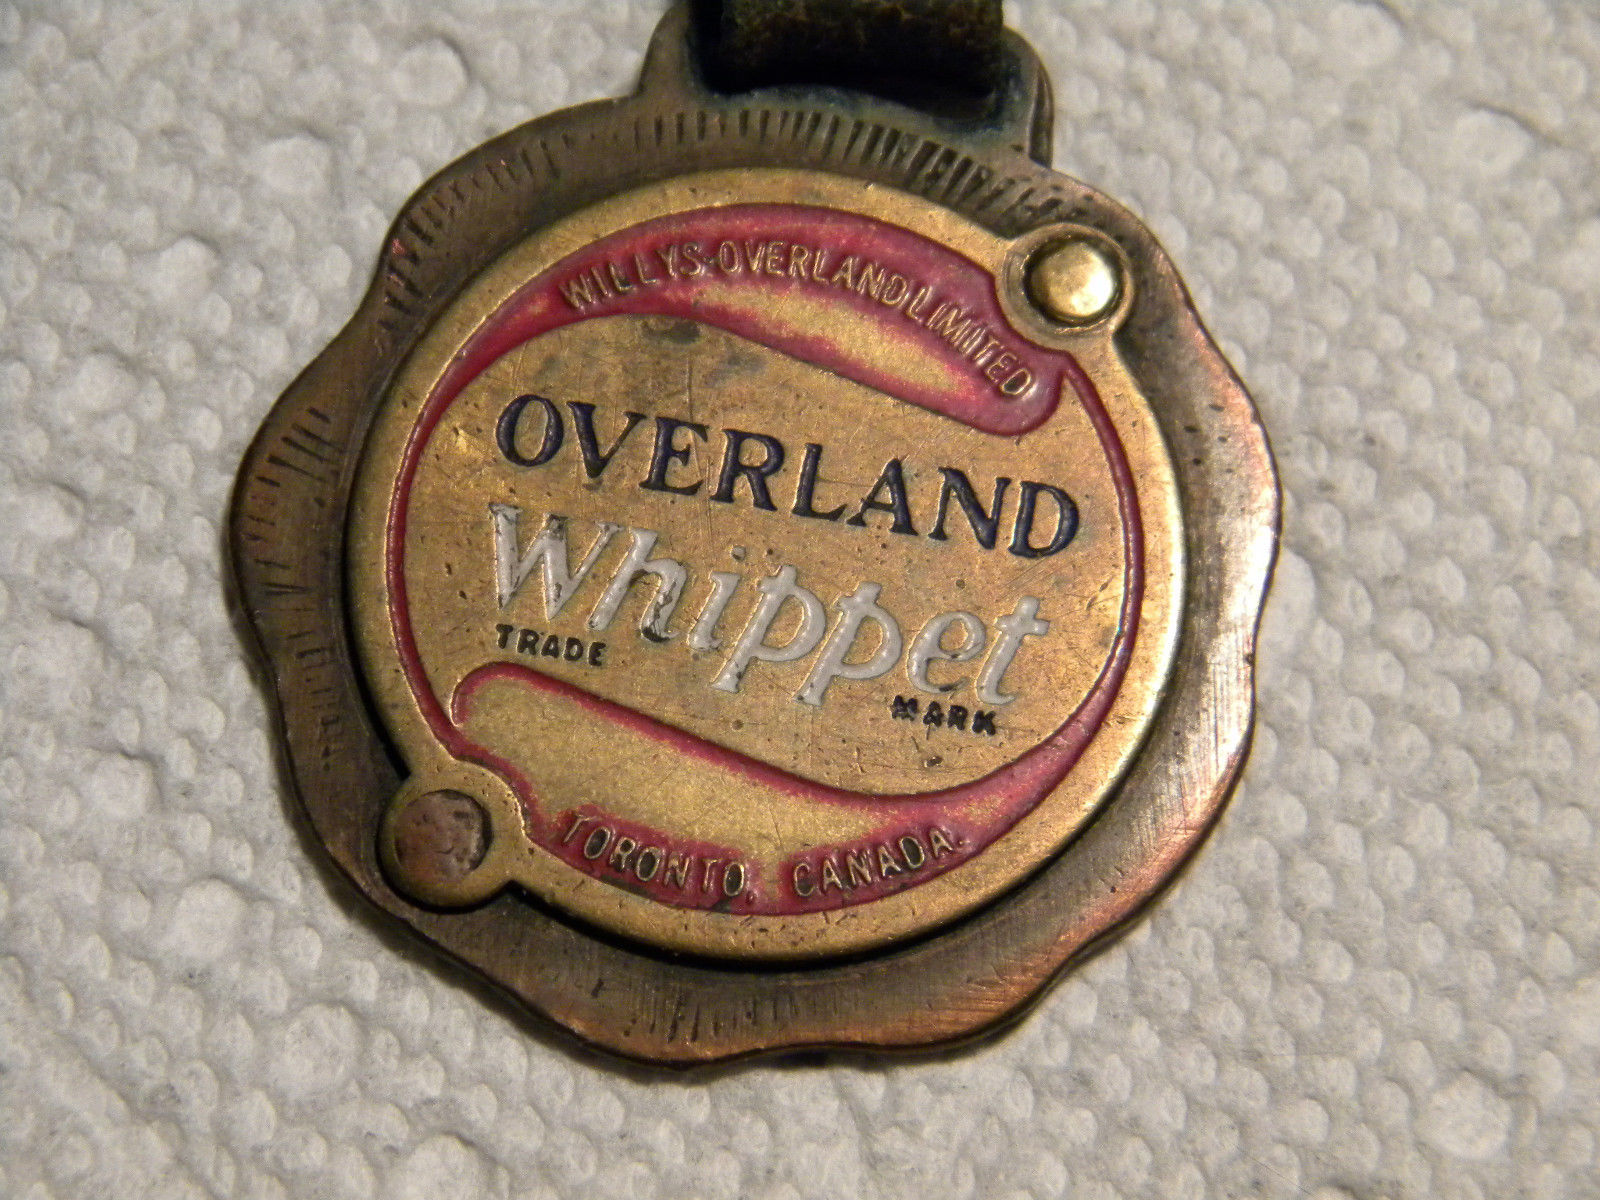 WILLYS-OVERLAND LIMITED
OVERLAND
Whippet
TRADE MARK
TORONTO, CANADA.